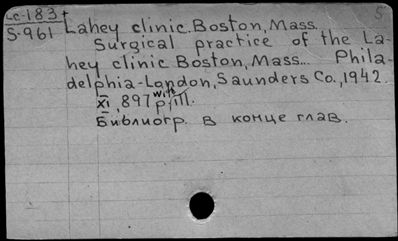 Lc-183+
S-961 Lahey clinic. Boston, Mass.
Surgical practice of the La-
hey clinic Boston, Mass... Phila-
delphia-London, Saunders Co., 1942.
XI, 897 p. with ill.
Библиогр. в конце глав.